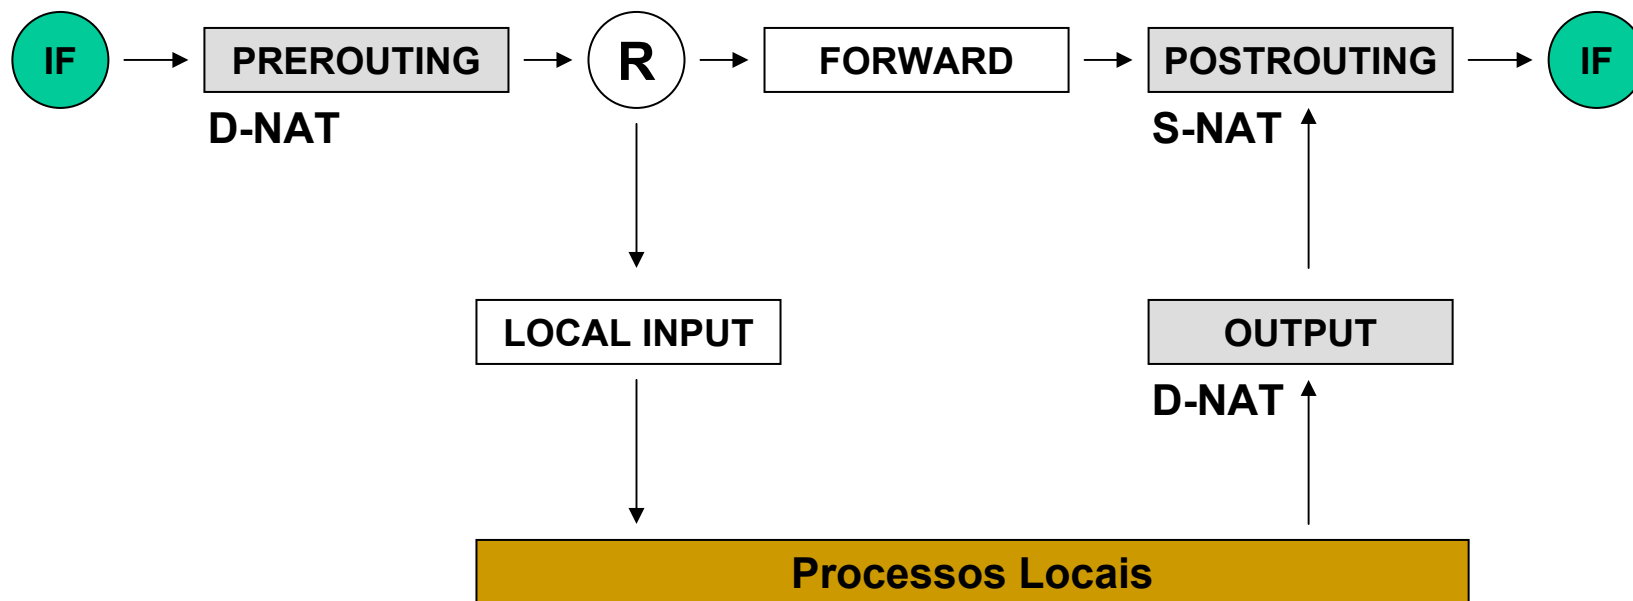 IF
PREROUTING
R
FORWARD
POSTROUTING
IF
D-NAT
S-NAT
LOCAL INPUT
OUTPUT
D-NAT
Processos Locais